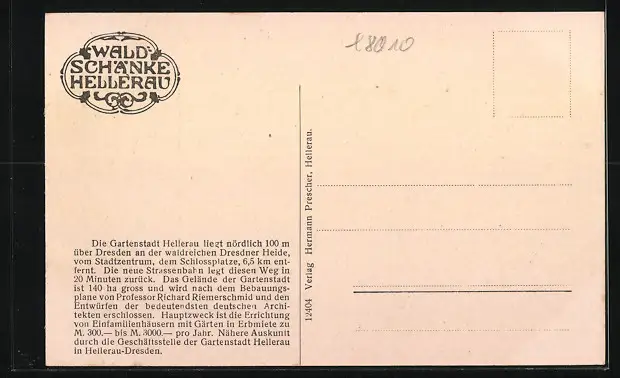 WALD-
SCHÄNKE
HELLERAU
18010
Die Gartenstadt Hellerau liegt nördlich 100 m
über Dresden an der waldreichen Dresdner Heide,
vom Stadtzentrum, dem Schlossplatze, 6,5 km ent-
fernt. Die neue Strassenbahn legt diesen Weg in
20 Minuten zurück. Das Gelände der Gartenstadt
ist 140 ha gross und wird nach dem Bebauungs-
plane von Professor Richard Riemerschmid und den
Entwürfen der bedeutendsten deutschen Archi-
tekten erschlossen. Hauptzweck ist die Errichtung
von Einfamilienhäusern mit Gärten in Erbmiete zu
M. 300.— bis M. 3000.— pro Jahr. Nähere Auskunft
durch die Geschäftsstelle der Gartenstadt Hellerau
in Hellerau-Dresden.
12404 Verlag Hermann Prescher, Hellerau.